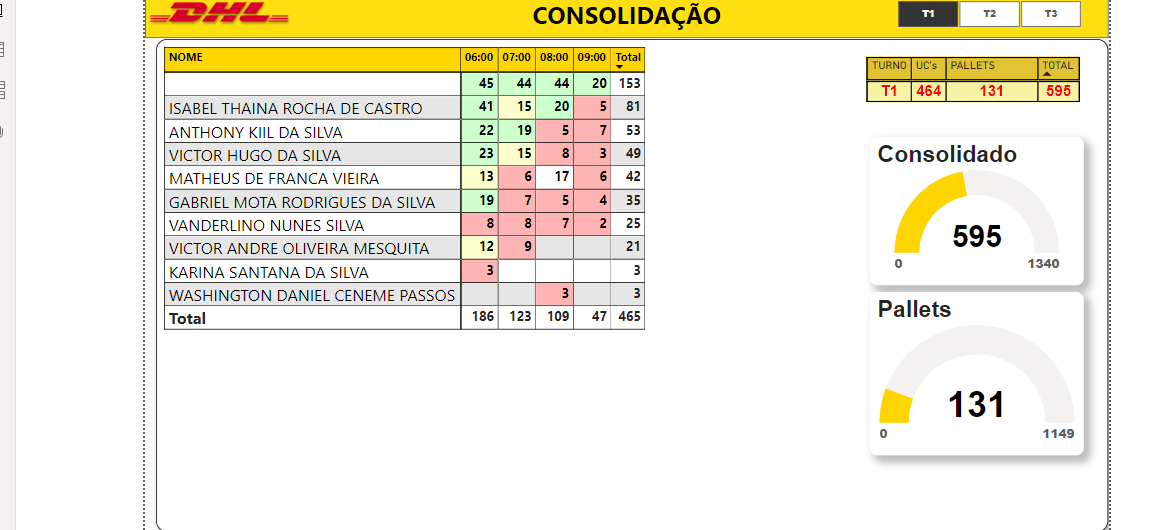 DHL
CONSOLIDAÇÃO
T1 T2 T3
NOME 06:00 07:00 08:00 09:00 Total
45 44 44 20 153
ISABEL THAINA ROCHA DE CASTRO 41 15 20 5 81
ANTHONY KIIL DA SILVA 22 19 5 7 53
VICTOR HUGO DA SILVA 23 15 8 3 49
MATHEUS DE FRANCA VIEIRA 13 6 17 6 42
GABRIEL MOTA RODRIGUES DA SILVA 19 7 5 4 35
VANDERLINO NUNES SILVA 8 8 7 2 25
VICTOR ANDRE OLIVEIRA MESQUITA 12 9 21
KARINA SANTANA DA SILVA 3 3
WASHINGTON DANIEL CENEME PASSOS 3 3
Total 186 123 109 47 465
TURNO UC's PALLETS TOTAL
T1 464 131 595
Consolidado
595
0 1340
Pallets
131
0 1149